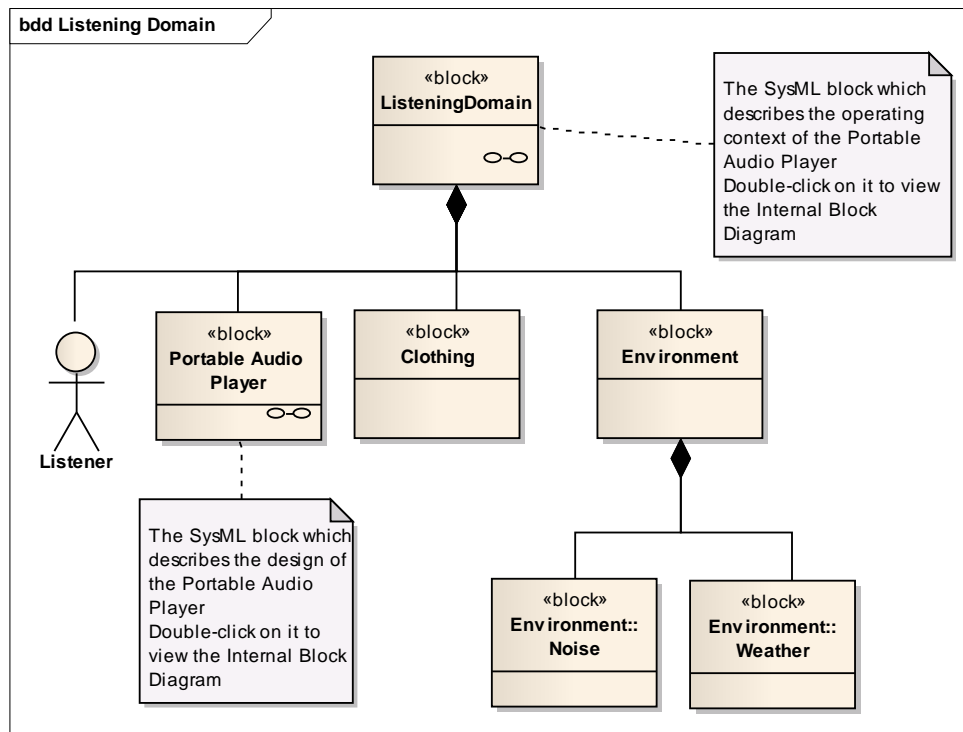 bdd Listening Domain
«block»
ListeningDomain
The SysML block which
describes the operating
context of the Portable
Audio Player
Double-click on it to view
the Internal Block
Diagram
Listener
«block»
Portable Audio
Player
«block»
Clothing
«block»
Environment
The SysML block which
describes the design of
the Portable Audio
Player
Double-click on it to
view the Internal Block
Diagram
«block»
Environment::
Noise
«block»
Environment::
Weather